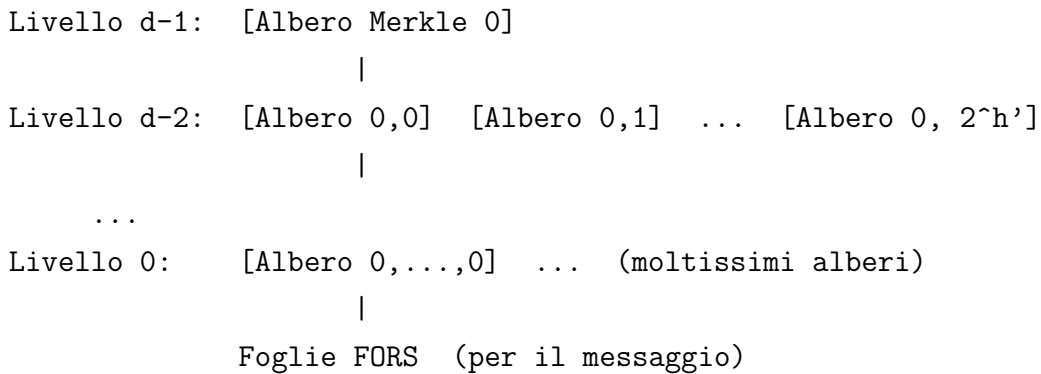 Livello d-1:  [Albero Merkle 0]
|
Livello d-2:  [Albero 0,0]  [Albero 0,1]  ...  [Albero 0, 2^h’]
|
...
Livello 0:    [Albero 0,...,0]  ...  (moltissimi alberi)
|
Foglie FORS  (per il messaggio)